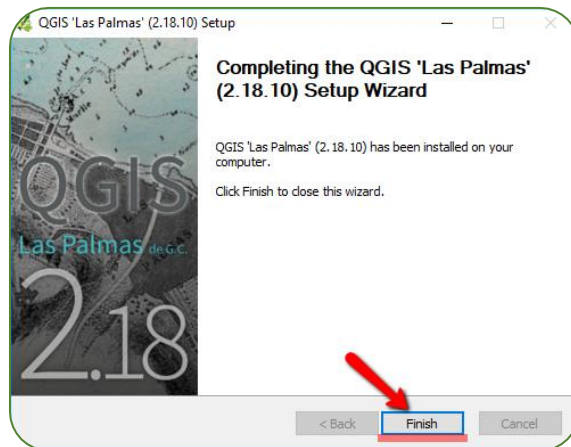 QGIS 'Las Palmas' (2.18.10) Setup
Completing the QGIS 'Las Palmas'
(2.18.10) Setup Wizard
QGIS 'Las Palmas' (2.18.10) has been installed on your
computer.
Click Finish to close this wizard.
QGIS
Las Palmas de G.C.
2.18
< Back
Finish
Cancel